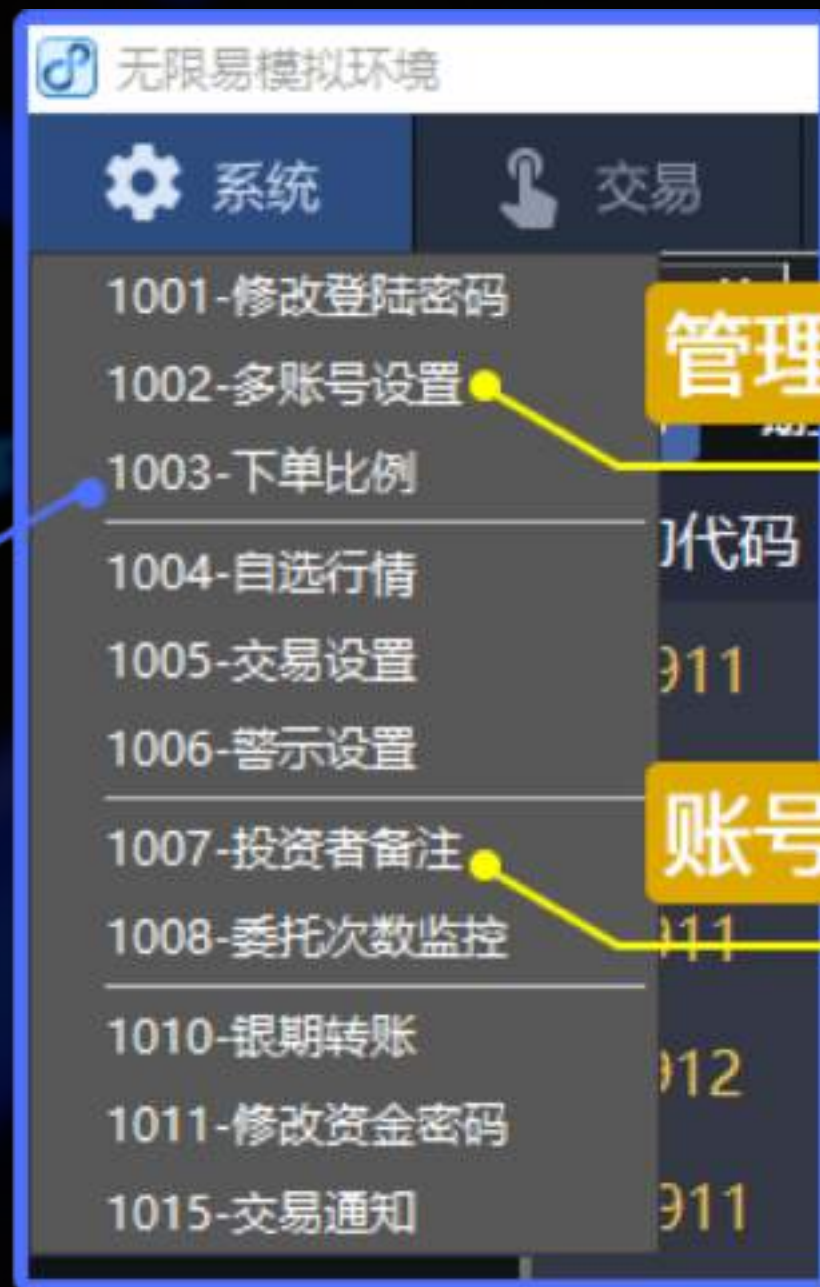 无限易模拟环境
系统
交易
1001-修改登陆密码
1002-多账号设置
管理
1003-下单比例
代码
1004-自选行情
1005-交易设置
911
1006-警示设置
账号
1007-投资者备注
1008-委托次数监控
911
1010-银期转账
912
1011-修改资金密码
1015-交易通知
911